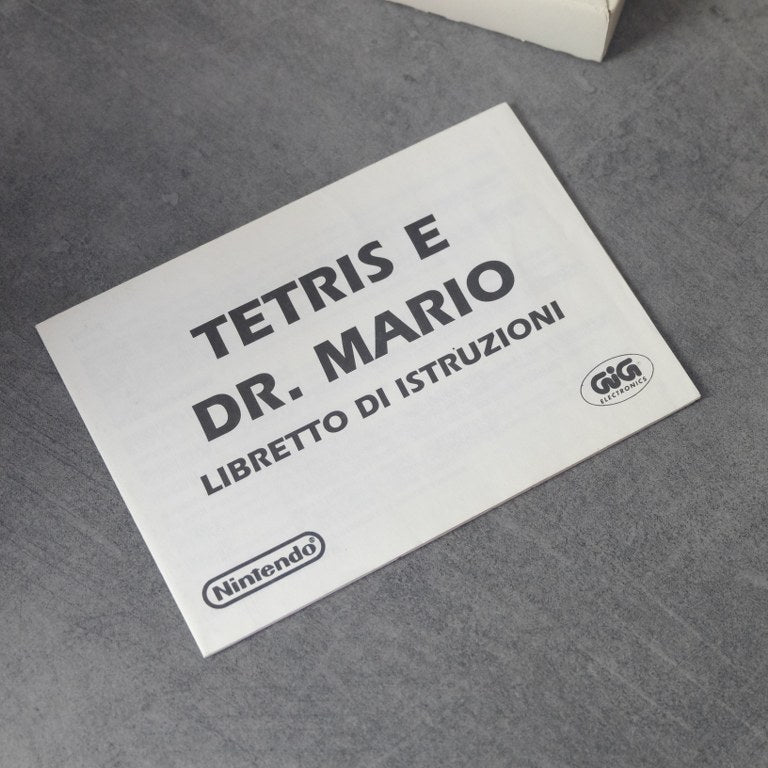 TETRIS E
DR. MARIO
LIBRETTO DI ISTRUZIONI
GiG
ELECTRONICS
Nintendo®